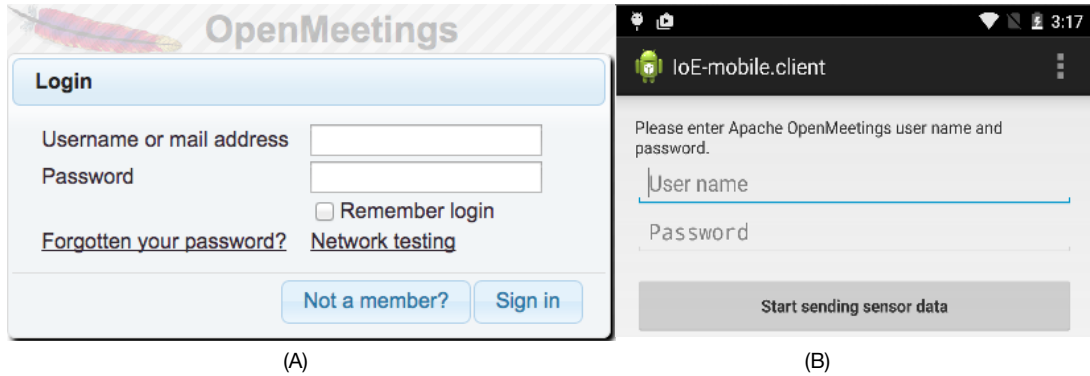 OpenMeetings
Login
Username or mail address
Password
Remember login
Forgotten your password? Network testing
Not a member? Sign in
(A)
3:17
IoE-mobile.client
Please enter Apache OpenMeetings user name and
password.
User name
Password
Start sending sensor data
(B)